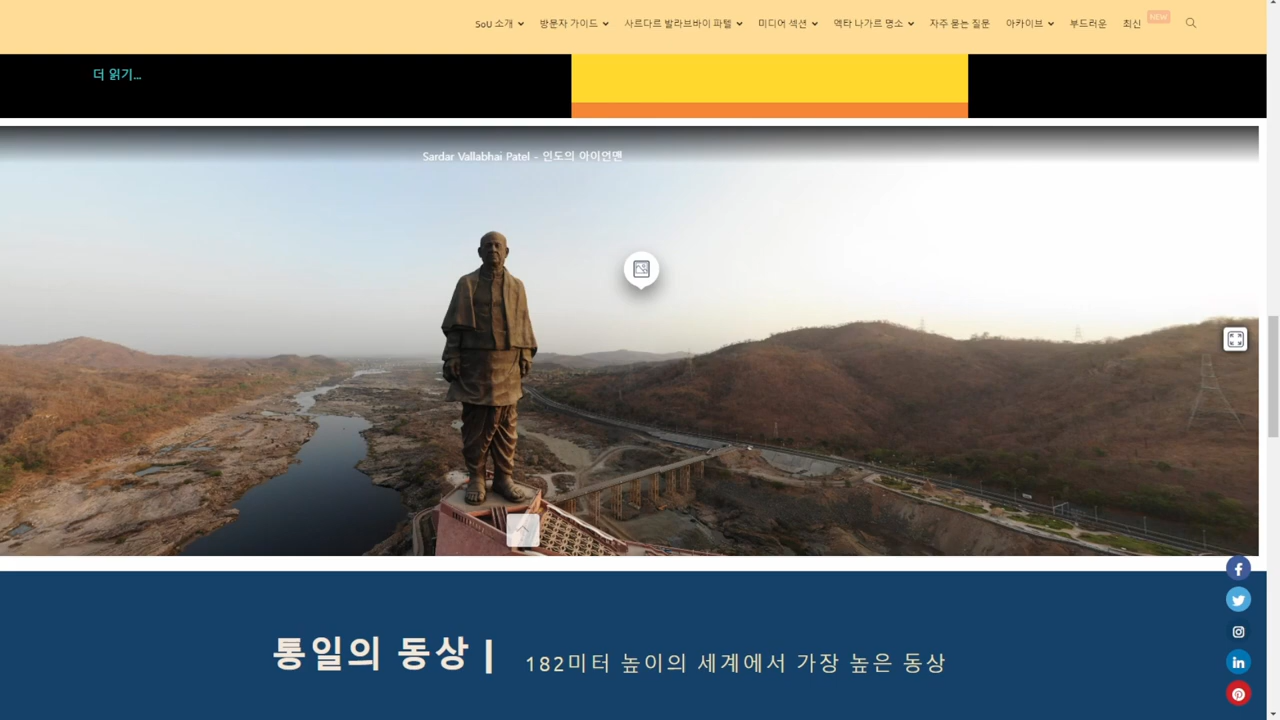 SoU 소개 방문자 가이드 사르다르 발라브바이 파텔 미디어 섹션 엑타 나가르 명소 자주 묻는 질문 아카이브 부드러운 최신 NEW
더 읽기...
Sardar Vallabhai Patel - 인도의 아이언맨
통일의 동상 | 182미터 높이의 세계에서 가장 높은 동상